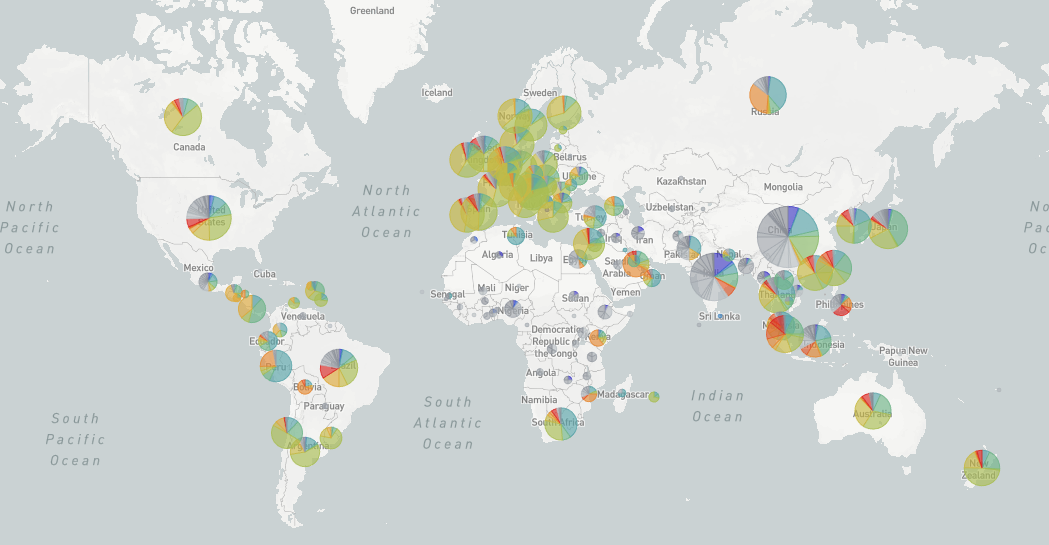 Greenland
Iceland
Sweden
Russia
Canada
Belarus
Ukraine
Kazakhstan
Mongolia
North
Pacific
Ocean
North
Atlantic
Ocean
United
States
Uzbekistan
China
Japan
Tunisia
Iraq
Iran
Nepal
Mexico
Cuba
Algeria
Libya
Saudi
Arabia
Oman
Mali
Niger
Senegal
Nigeria
Sudan
Yemen
Sri Lanka
Thailand
Philippines
Venezuela
Ecuador
Democratic
Republic of
the Congo
Kenya
Indonesia
Papua New
Guinea
Peru
Brazil
Bolivia
Angola
Paraguay
Namibia
Madagascar
Indian
Ocean
South
Pacific
Ocean
South
Atlantic
Ocean
South Africa
Argentina
Australia
New
Zealand